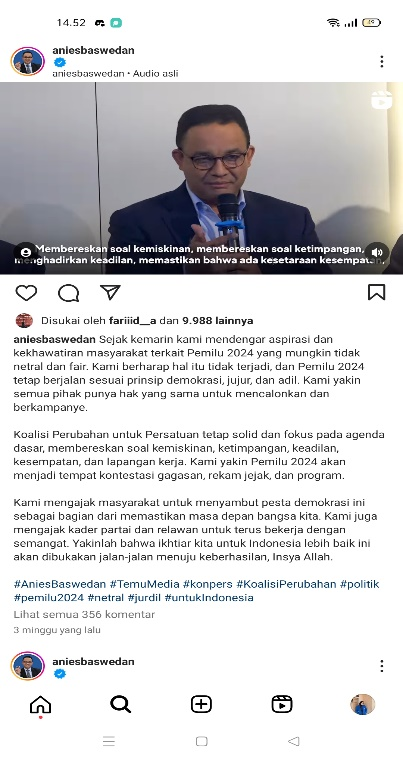 14.52
49
aniesbaswedan
aniesbaswedan • Audio asli
Membereskan soal kemiskinan, membereskan soal ketimpangan,
menghadirkan keadilan, memastikan bahwa ada kesetaraan kesempatan,
Disukai oleh fariiid__a dan 9.988 lainnya
aniesbaswedan Sejak kemarin kami mendengar aspirasi dan
kekhawatiran masyarakat terkait Pemilu 2024 yang mungkin tidak
netral dan fair. Kami berharap hal itu tidak terjadi, dan Pemilu 2024
tetap berjalan sesuai prinsip demokrasi, jujur, dan adil. Kami yakin
semua pihak punya hak yang sama untuk mencalonkan dan
berkampanye.
Koalisi Perubahan untuk Persatuan tetap solid dan fokus pada agenda
dasar, membereskan soal kemiskinan, ketimpangan, keadilan,
kesempatan, dan lapangan kerja. Kami yakin Pemilu 2024 akan
menjadi tempat kontestasi gagasan, rekam jejak, dan program.
Kami mengajak masyarakat untuk menyambut pesta demokrasi ini
sebagai bagian dari memastikan masa depan bangsa kita. Kami juga
mengajak kader partai dan relawan untuk terus bekerja dengan
semangat. Yakinlah bahwa ikhtiar kita untuk Indonesia lebih baik ini
akan dibukakan jalan-jalan menuju keberhasilan, Insya Allah.
#AniesBaswedan #TemuMedia #konpers #KoalisiPerubahan #politik
#pemilu2024 #netral #jurdil #untukIndonesia
Lihat semua 356 komentar
3 minggu yang lalu
aniesbaswedan